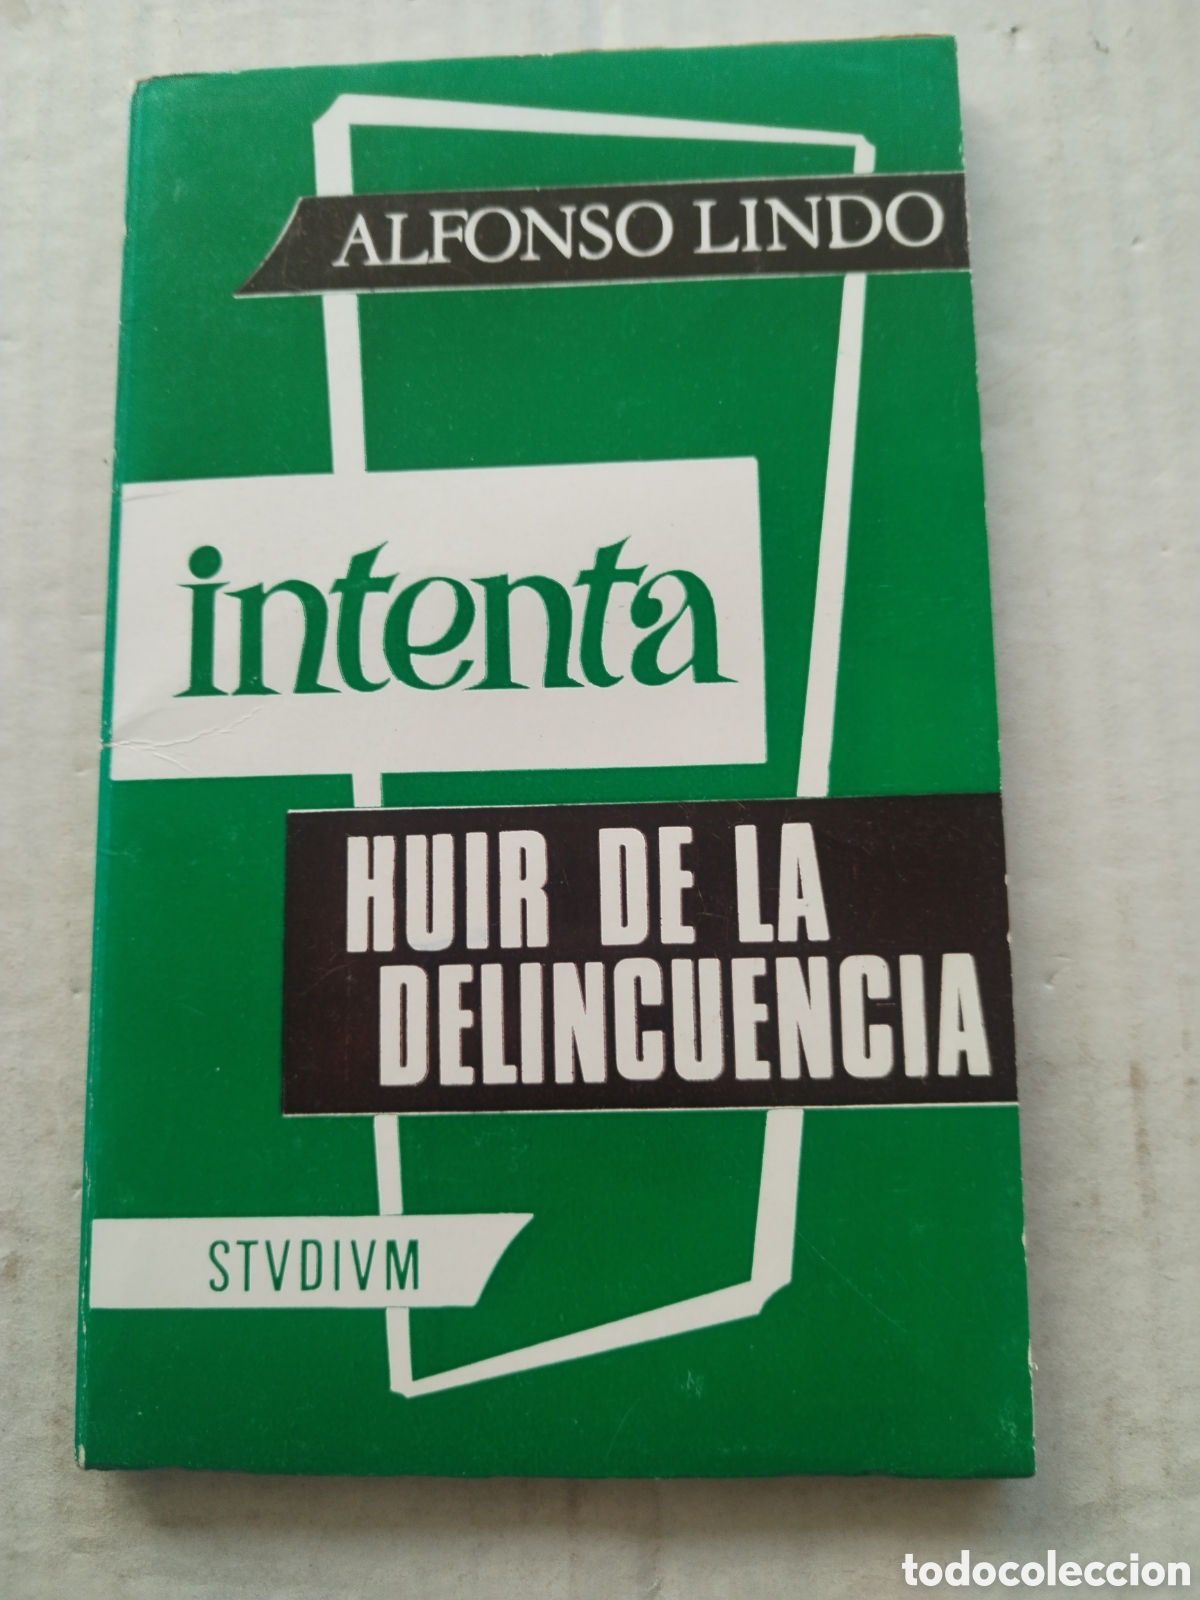 ALFONSO LINDO
intenta
HUIR DE LA
DELINCUENCIA
STVDIVM
todocoleccion